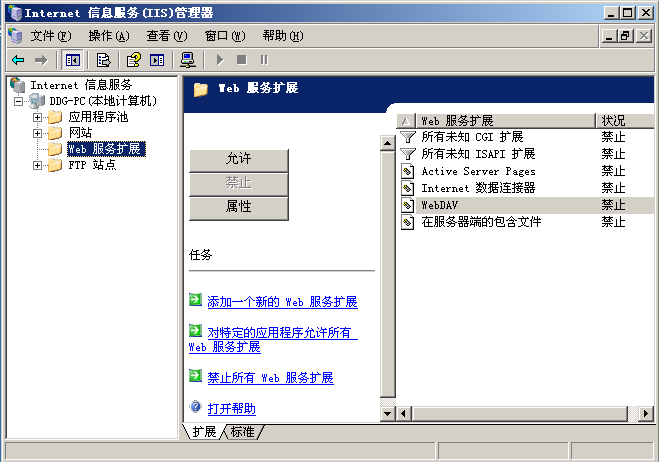 Internet 信息服务(IIS)管理器
文件(F) 操作(A) 查看(V) 窗口(W) 帮助(H)
Internet 信息服务
DDG-PC(本地计算机)
应用程序池
网站
Web 服务扩展
FTP 站点
Web 服务扩展
允许
禁止
属性
任务
添加一个新的 Web 服务扩展
对特定的应用程序允许所有
Web 服务扩展
禁止所有 Web 服务扩展
打开帮助
Web 服务扩展 状况
所有未知 CGI 扩展 禁止
所有未知 ISAPI 扩展 禁止
Active Server Pages 禁止
Internet 数据连接器 禁止
WebDAV 禁止
在服务器端的包含文件 禁止
扩展 标准